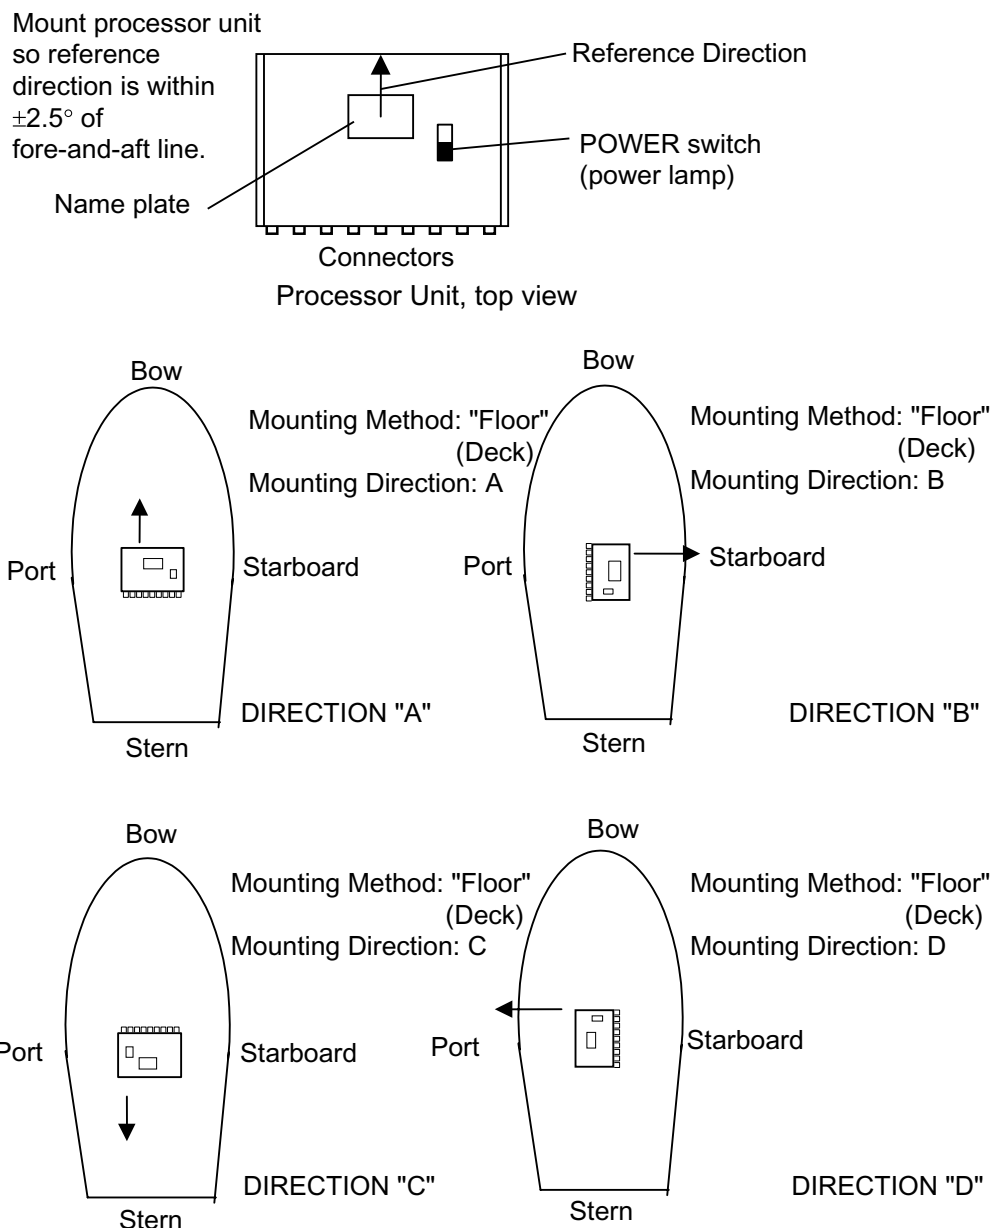 Mount processor unit
so reference
direction is within
±2.5° of
fore-and-aft line.
Reference Direction
POWER switch
(power lamp)
Name plate
Connectors
Processor Unit, top view
Bow
Mounting Method: "Floor"
(Deck)
Mounting Direction: A
Port
Starboard
DIRECTION "A"
Stern
Bow
Mounting Method: "Floor"
(Deck)
Mounting Direction: B
Port
Starboard
DIRECTION "B"
Stern
Bow
Mounting Method: "Floor"
(Deck)
Mounting Direction: C
Port
Starboard
DIRECTION "C"
Stern
Bow
Mounting Method: "Floor"
(Deck)
Mounting Direction: D
Port
Starboard
DIRECTION "D"
Stern